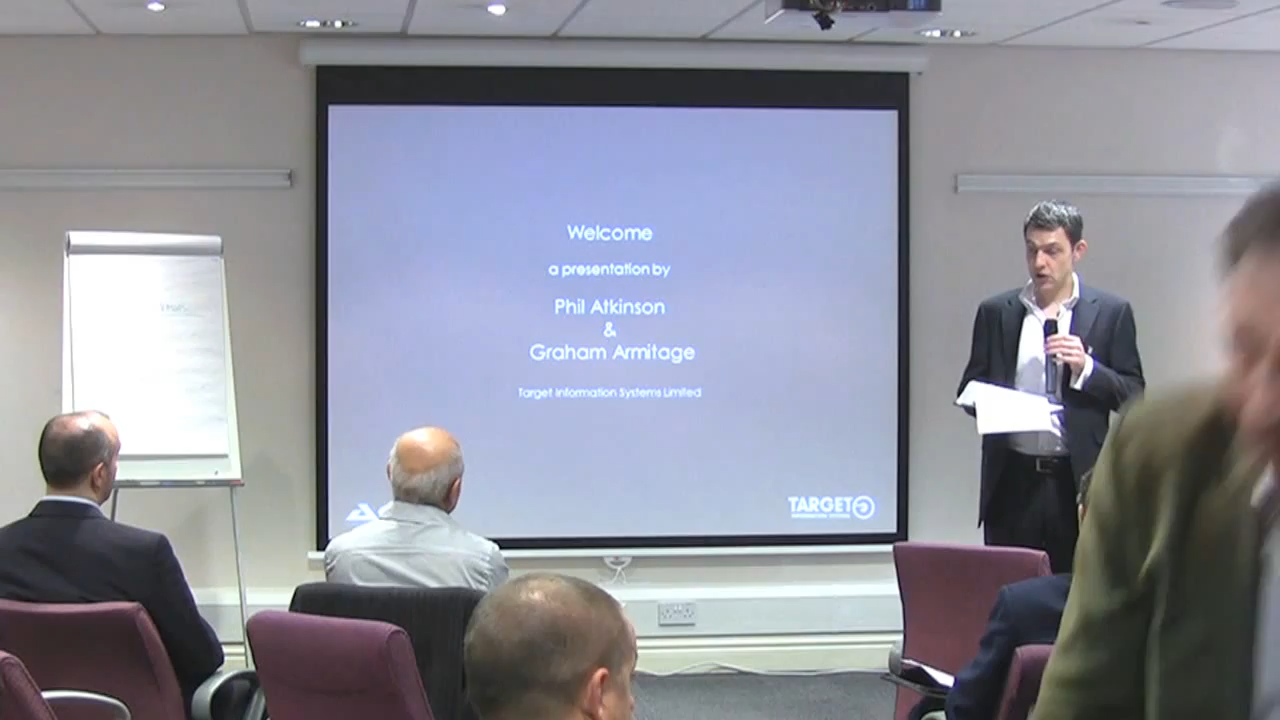 Welcome
a presentation by
Phil Atkinson
&
Graham Armitage
Target Information Systems Limited
TARGET